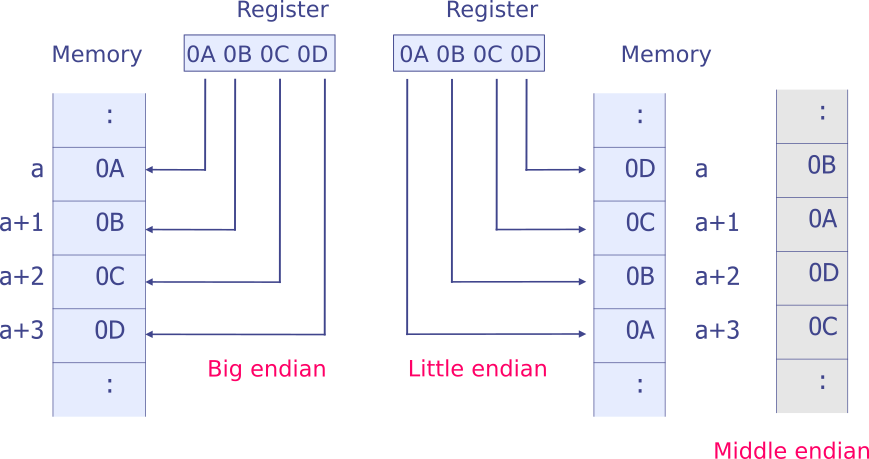 Register Register
Memory 0A 0B 0C 0D 0A 0B 0C 0D Memory
: : :
a 0A 0D a 0B
a+1 0B 0C a+1 0A
a+2 0C 0B a+2 0D
a+3 0D 0A a+3 0C
Big endian Little endian
: : :
Middle endian